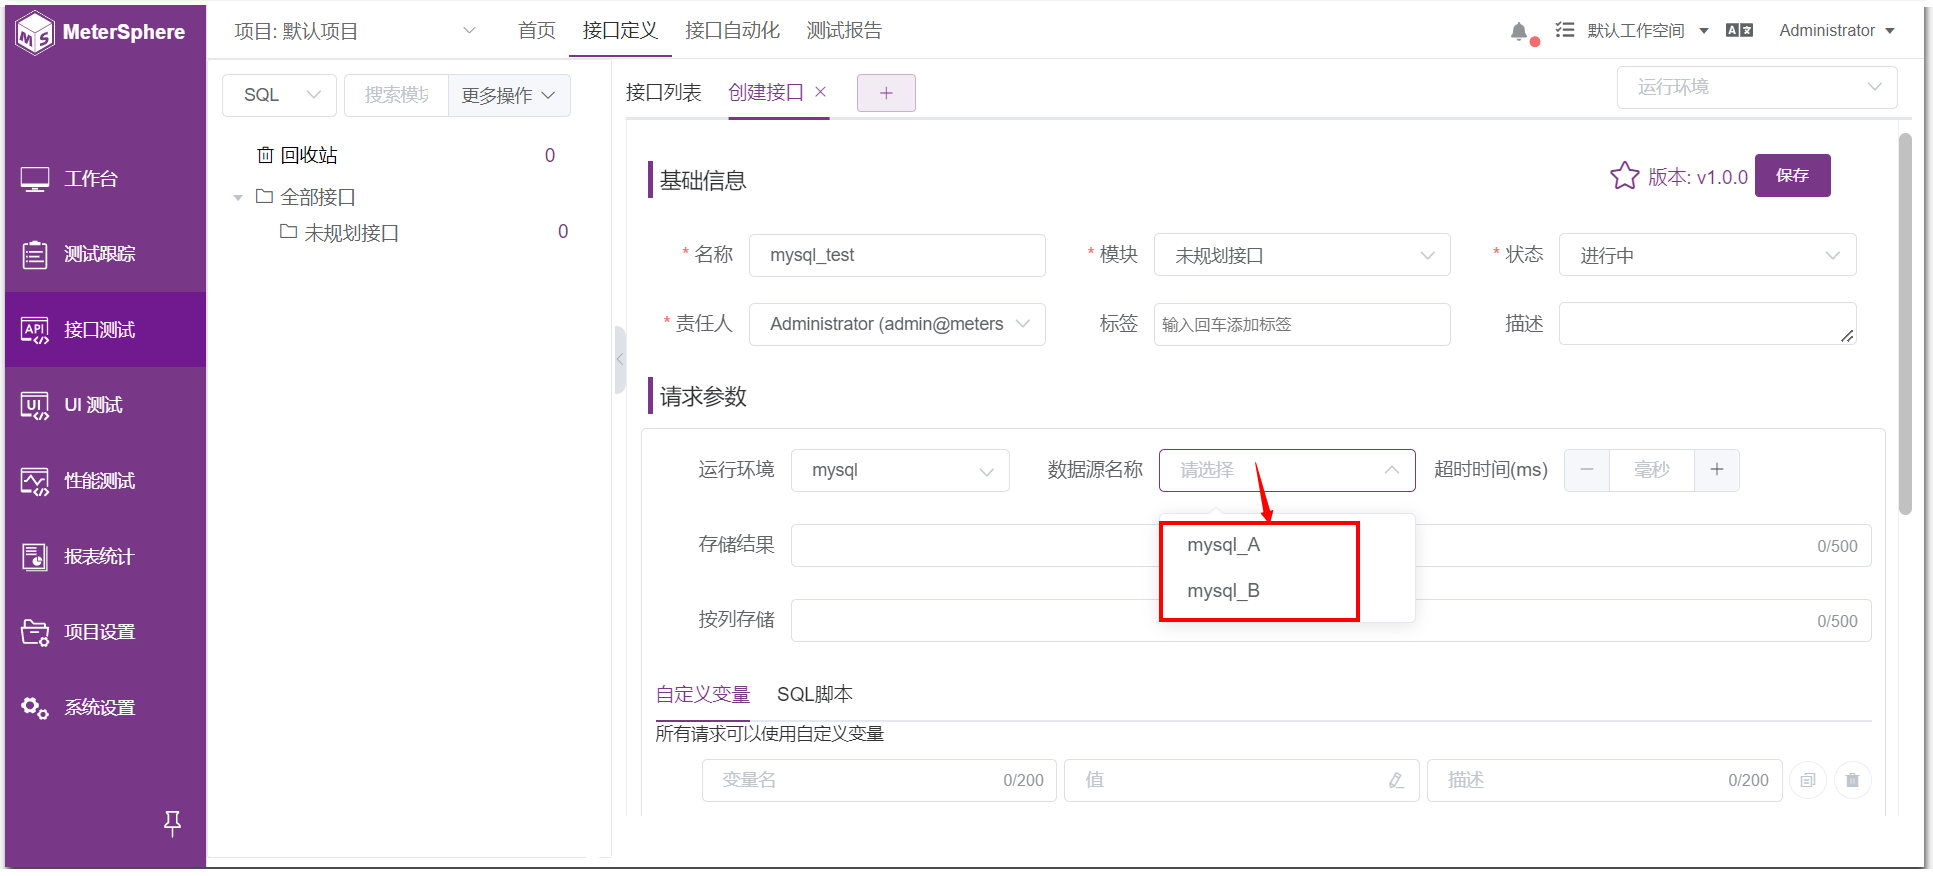 MeterSphere
项目: 默认项目
首页
接口定义
接口自动化
测试报告
默认工作空间
Administrator
工作台
测试跟踪
API
接口测试
UI
UI 测试
性能测试
报表统计
项目设置
系统设置
SQL
搜索模块
更多操作
回收站
0
全部接口
未规划接口
0
接口列表
创建接口
运行环境
基础信息
版本: v1.0.0
保存
* 名称
mysql_test
* 模块
未规划接口
* 状态
进行中
* 责任人
Administrator (admin@meters
标签
输入回车添加标签
描述
请求参数
运行环境
mysql
数据源名称
请选择
超时时间(ms)
毫秒
mysql_A
mysql_B
存储结果
0/500
按列存储
0/500
自定义变量
SQL脚本
所有请求可以使用自定义变量
变量名
0/200
值
描述
0/200